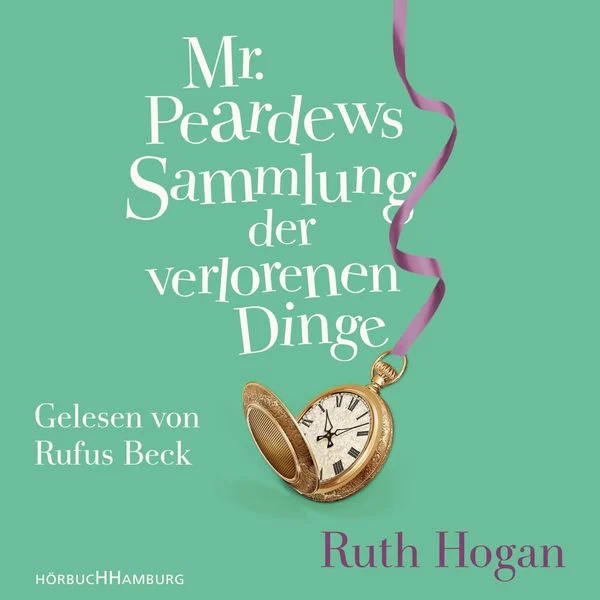 Mr.
Peardews
Sammlung
der
verlorenen
Dinge
Gelesen von
Rufus Beck
Ruth Hogan
HÖRBUCHHAMBURG